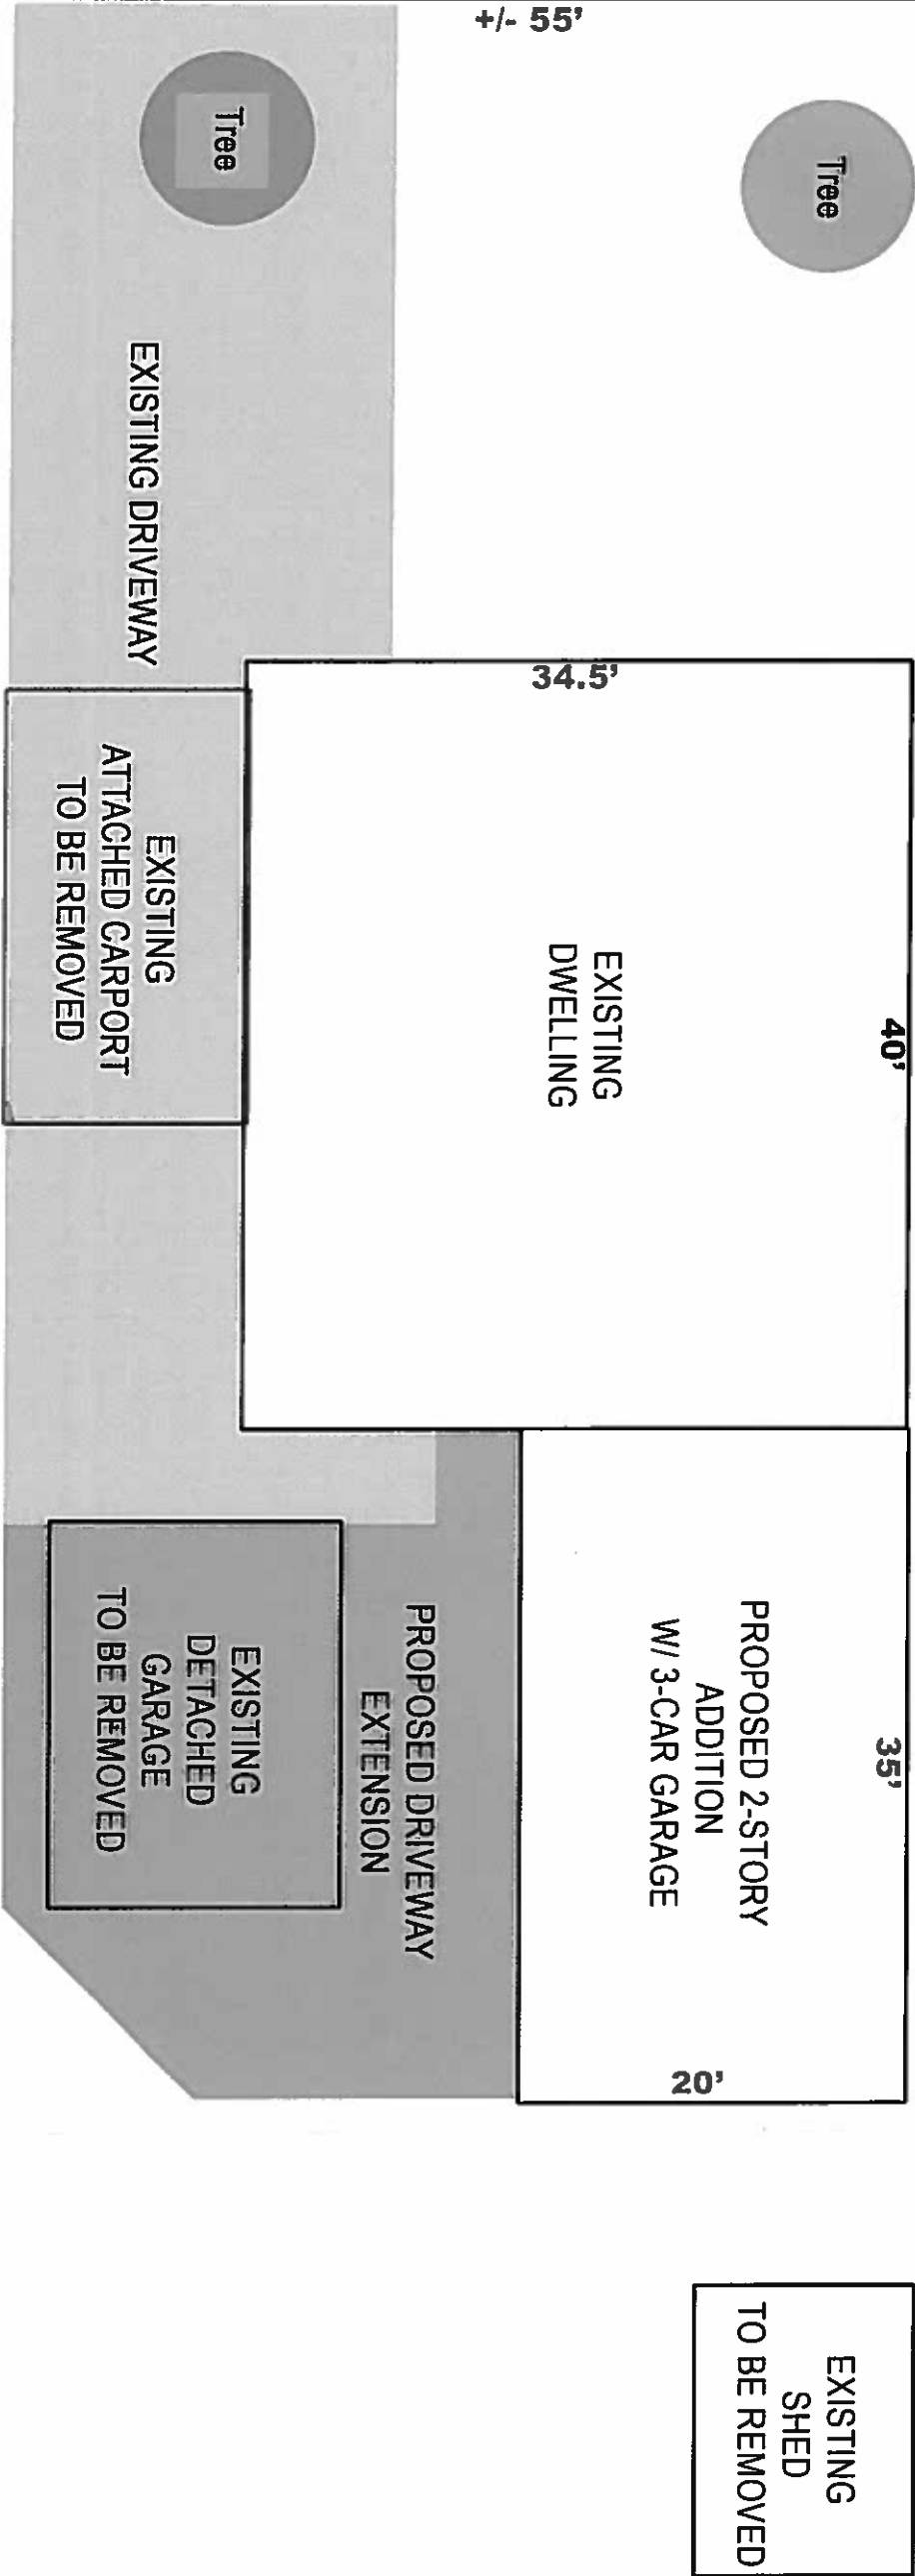 +/- 55'
Tree
Tree
EXISTING DRIVEWAY
34.5'
40'
EXISTING
DWELLING
EXISTING
ATTACHED CARPORT
TO BE REMOVED
PROPOSED 2-STORY
ADDITION
W/ 3-CAR GARAGE
35'
20'
PROPOSED DRIVEWAY
EXTENSION
EXISTING
DETACHED
GARAGE
TO BE REMOVED
EXISTING
SHED
TO BE REMOVED